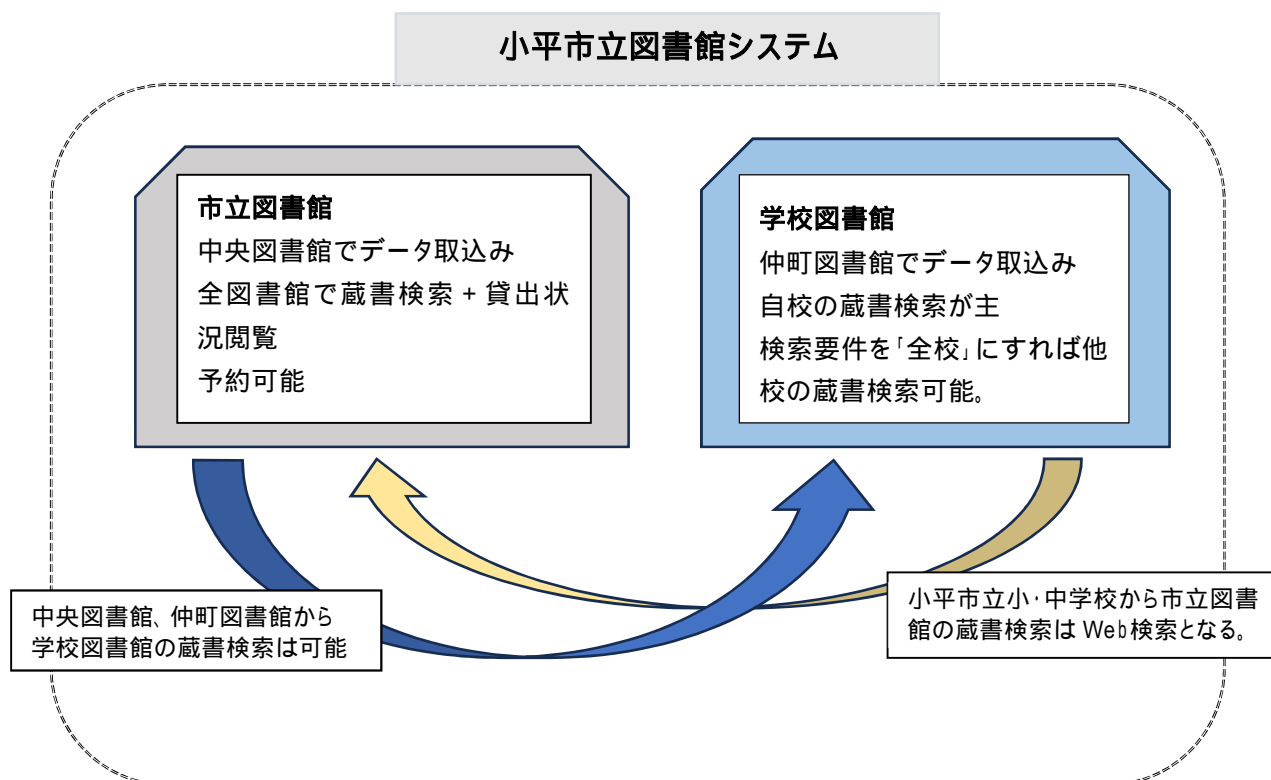 小平市立図書館システム
市立図書館
中央図書館でデータ取込み
全図書館で蔵書検索 + 貸出状
況閲覧
予約可能
学校図書館
仲町図書館でデータ取込み
自校の蔵書検索が主
検索要件を「全校」にすれば他
校の蔵書検索可能。
中央図書館、仲町図書館から
学校図書館の蔵書検索は可能
小平市立小・中学校から市立図書
館の蔵書検索は Web検索となる。